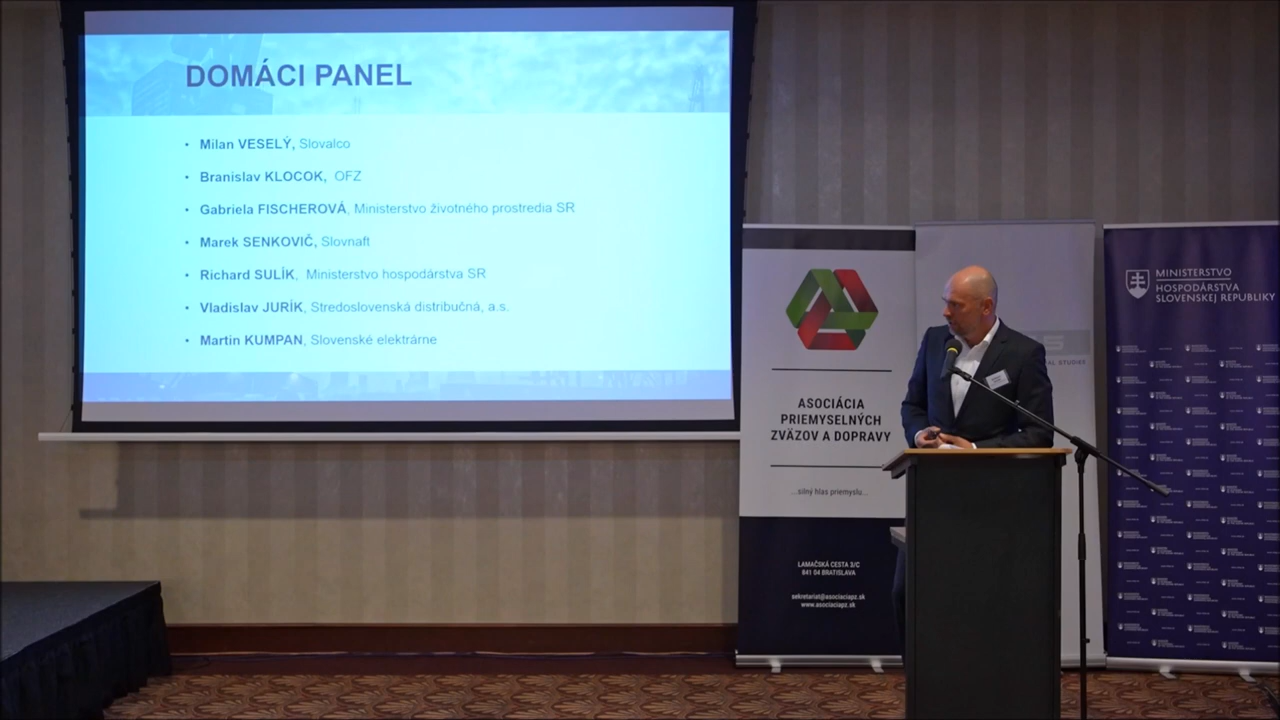 DOMÁCI PANEL
• Milan VESELÝ, Slovalco
• Branislav KLOCOK, OFZ
• Gabriela FISCHEROVÁ, Ministerstvo životného prostredia SR
• Marek SENKOVIČ, Slovnaft
• Richard SULÍK, Ministerstvo hospodárstva SR
• Vladislav JURÍK, Stredoslovenská distribučná, a.s.
• Martin KUMPAN, Slovenské elektrárne
ASOCIÁCIA
PRIEMYSELNÝCH
ZVÄZOV A DOPRAVY
...silný hlas priemyslu...
LAMAČSKÁ CESTA 3/C
841 04 BRATISLAVA
sekretariat@asociaciapz.sk
www.asociaciapz.sk
MINISTERSTVO
HOSPODÁRSTVA
SLOVENSKEJ REPUBLIKY